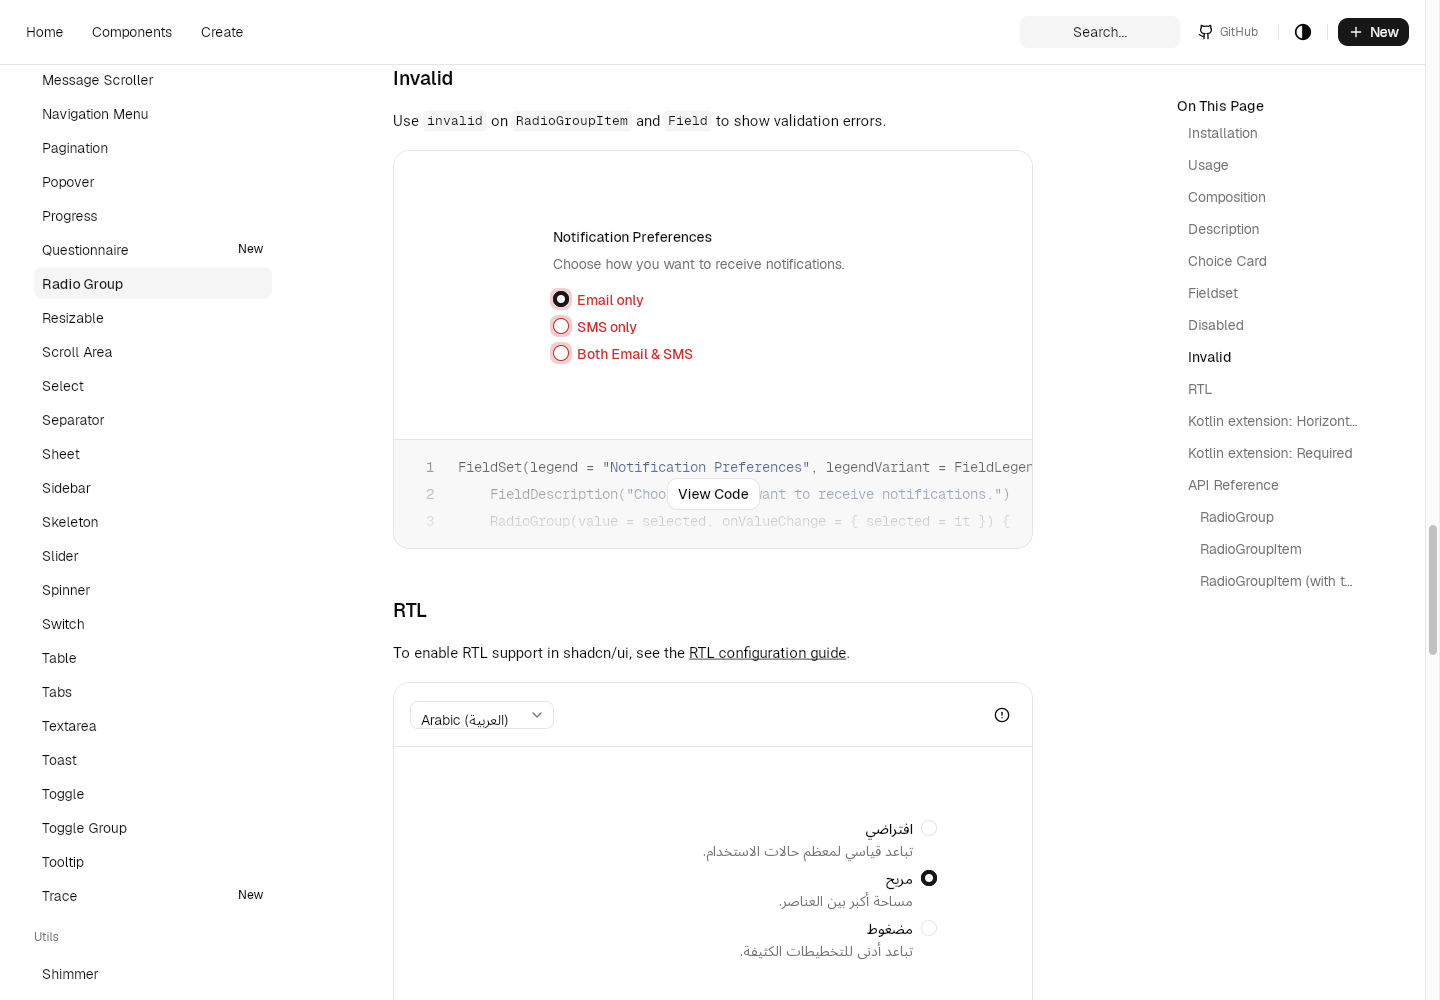 Home Components Create Search... GitHub New
Message Scroller
Navigation Menu
Pagination
Popover
Progress
Questionnaire New
Radio Group
Resizable
Scroll Area
Select
Separator
Sheet
Sidebar
Skeleton
Slider
Spinner
Switch
Table
Tabs
Textarea
Toast
Toggle
Toggle Group
Tooltip
Trace New
Utils
Shimmer
Invalid
Use invalid on RadioGroupItem and Field to show validation errors.
Notification Preferences
Choose how you want to receive notifications.
Email only
SMS only
Both Email & SMS
1 FieldSet(legend = "Notification Preferences", legendVariant = FieldLegen
2 FieldDescription("Choo
View Code
want to receive notifications.")
3 RadioGroup(value = selected, onValueChange = { selected = it }) {
RTL
To enable RTL support in shadcn/ui, see the RTL configuration guide.
Arabic (العربية)
افتراضي
تباعد قياسي لمعظم حالات الاستخدام.
مريح
مساحة أكبر بين العناصر.
مضغوط
تباعد أدنى للتخطيطات الكثيفة.
On This Page
Installation
Usage
Composition
Description
Choice Card
Fieldset
Disabled
Invalid
RTL
Kotlin extension: Horizont...
Kotlin extension: Required
API Reference
RadioGroup
RadioGroupItem
RadioGroupItem (with t...